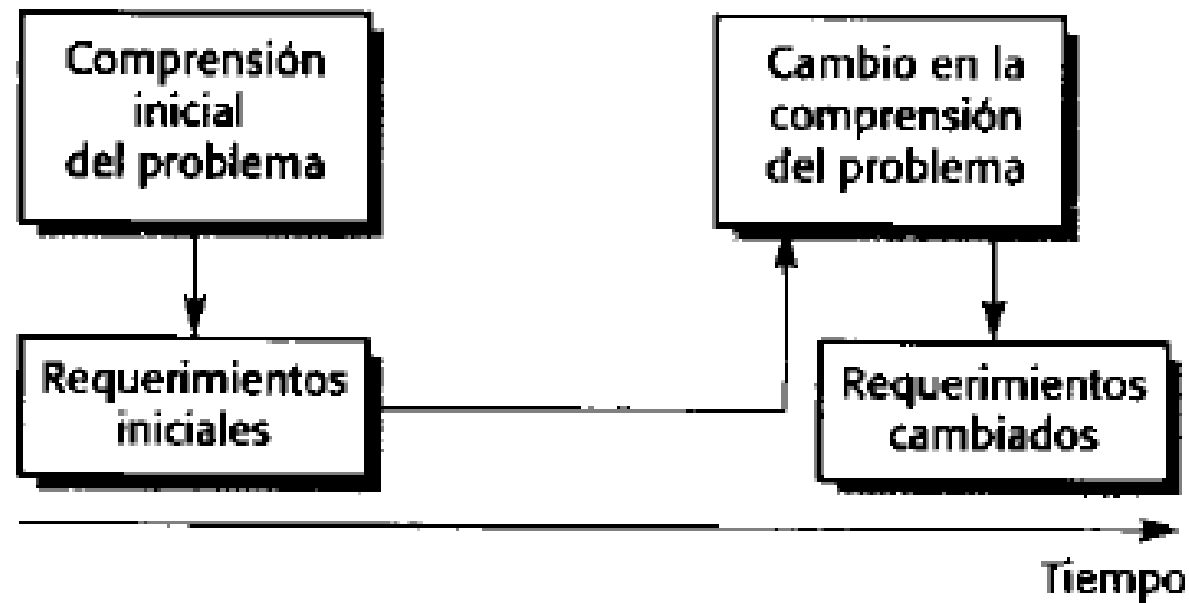 Comprensión
inicial
del problema
Cambio en la
comprensión
del problema
Requerimientos
iniciales
Requerimientos
cambiados
Tiempo